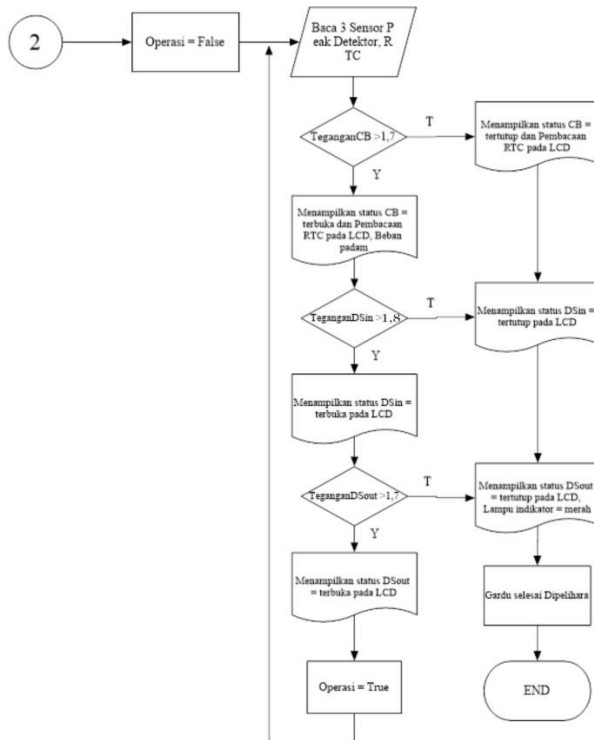 2
Operasi = False
Baca 3 Sensor P
eak Detektor, R
TC
TeganganCB >1,7
T
Menampilkan status CB =
tertutup dan Pembacaan
RTC pada LCD
Y
Menampilkan status CB =
terbuka dan Pembacaan
RTC pada LCD, Beban
padam
TeganganDSin >1,8
T
Menampilkan status DSin =
tertutup pada LCD
Y
Menampilkan status DSin =
terbuka pada LCD
TeganganDSout >1,7
T
Menampilkan status DSout
= tertutup pada LCD,
Lampu indikator = merah
Y
Menampilkan status DSout
= terbuka pada LCD
Gardu selesai Dipelihara
Operasi = True
END